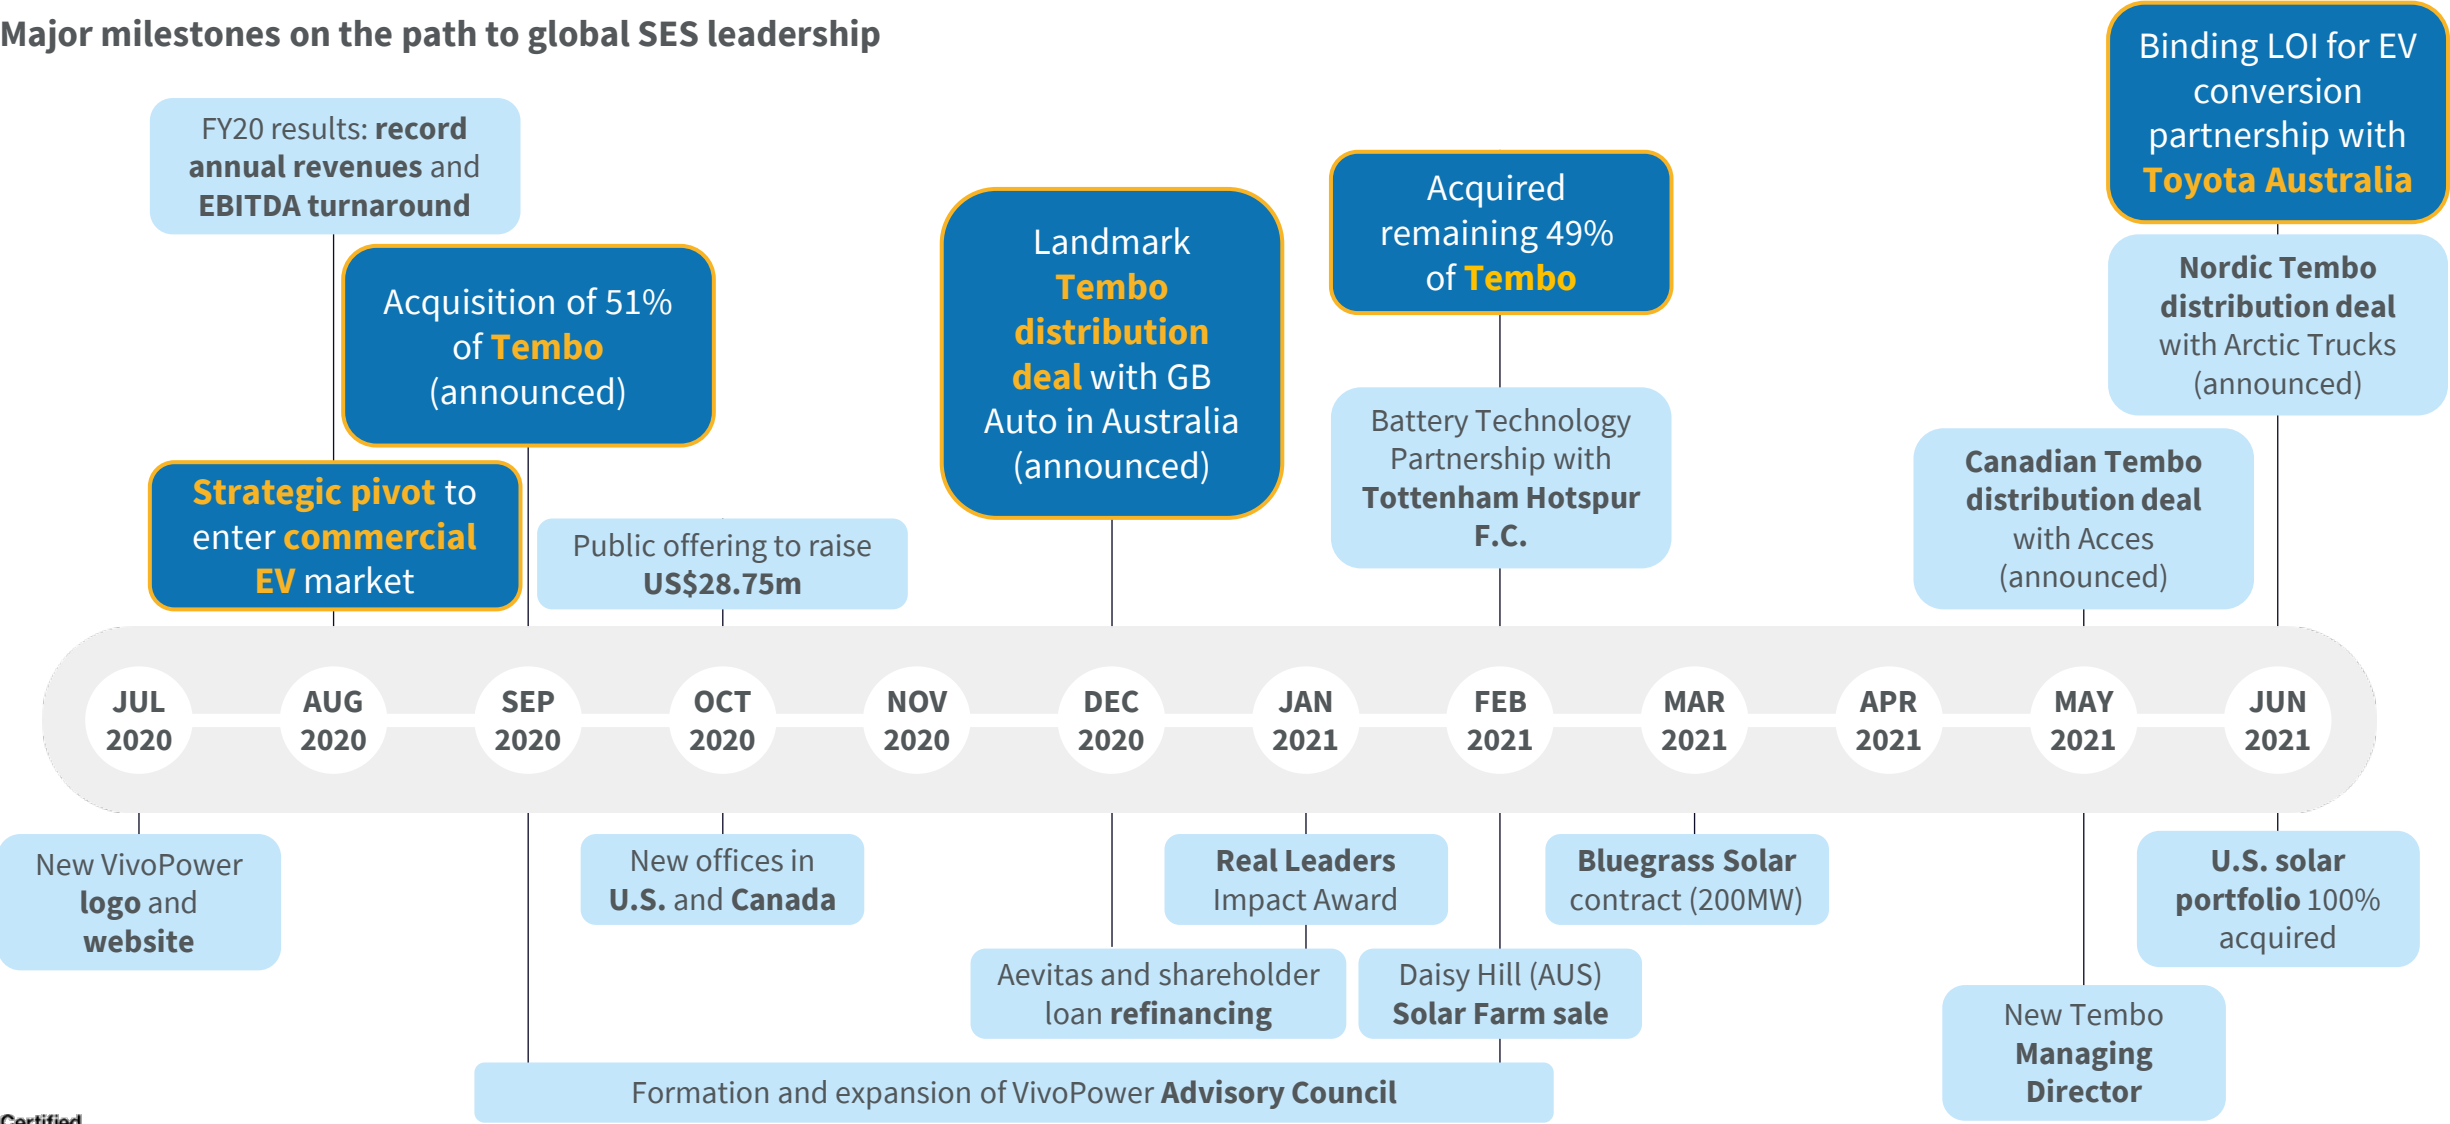 Major milestones on the path to global SES leadership
FY20 results: record
annual revenues and
EBITDA turnaround
Strategic pivot to
enter commercial
EV market
Acquisition of 51%
of Tembo
(announced)
Public offering to raise
US$28.75m
Landmark
Tembo
distribution
deal with GB
Auto in Australia
(announced)
Acquired
remaining 49%
of Tembo
Battery Technology
Partnership with
Tottenham Hotspur
F.C.
Canadian Tembo
distribution deal
with Acces
(announced)
Binding LOI for EV
conversion
partnership with
Toyota Australia
Nordic Tembo
distribution deal
with Arctic Trucks
(announced)
JUL
2020
AUG
2020
SEP
2020
OCT
2020
NOV
2020
DEC
2020
JAN
2021
FEB
2021
MAR
2021
APR
2021
MAY
2021
JUN
2021
New VivoPower
logo and
website
New offices in
U.S. and Canada
Real Leaders
Impact Award
Aevitas and shareholder
loan refinancing
Daisy Hill (AUS)
Solar Farm sale
Formation and expansion of VivoPower Advisory Council
Bluegrass Solar
contract (200MW)
New Tembo
Managing
Director
U.S. solar
portfolio 100%
acquired
Certified